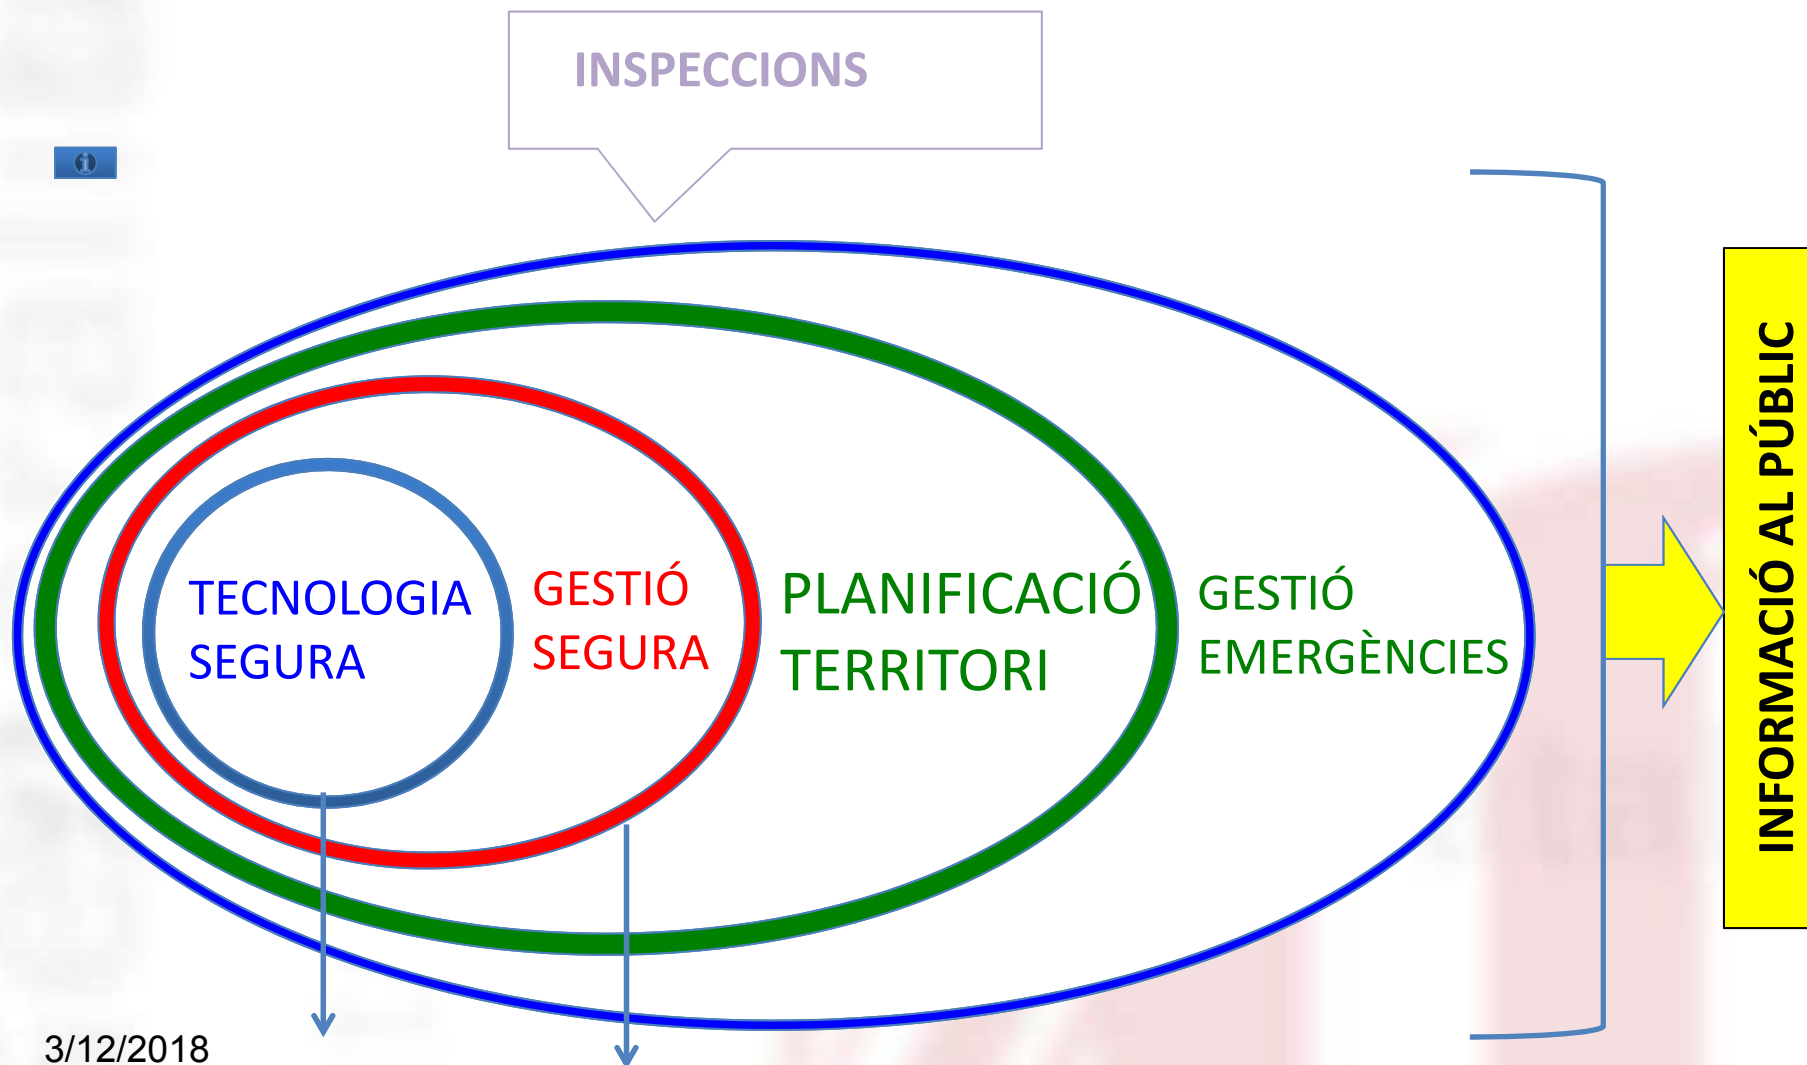 INSPECCIONS
TECNOLOGIA
SEGURA
GESTIÓ
SEGURA
PLANIFICACIÓ
TERRITORI
GESTIÓ
EMERGÈNCIES
INFORMACIÓ AL PÚBLIC
3/12/2018